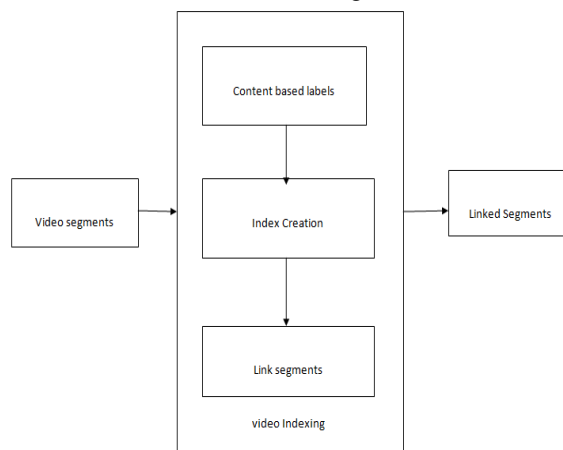 Content based labels
Video segments
Index Creation
Linked Segments
Link segments
video Indexing